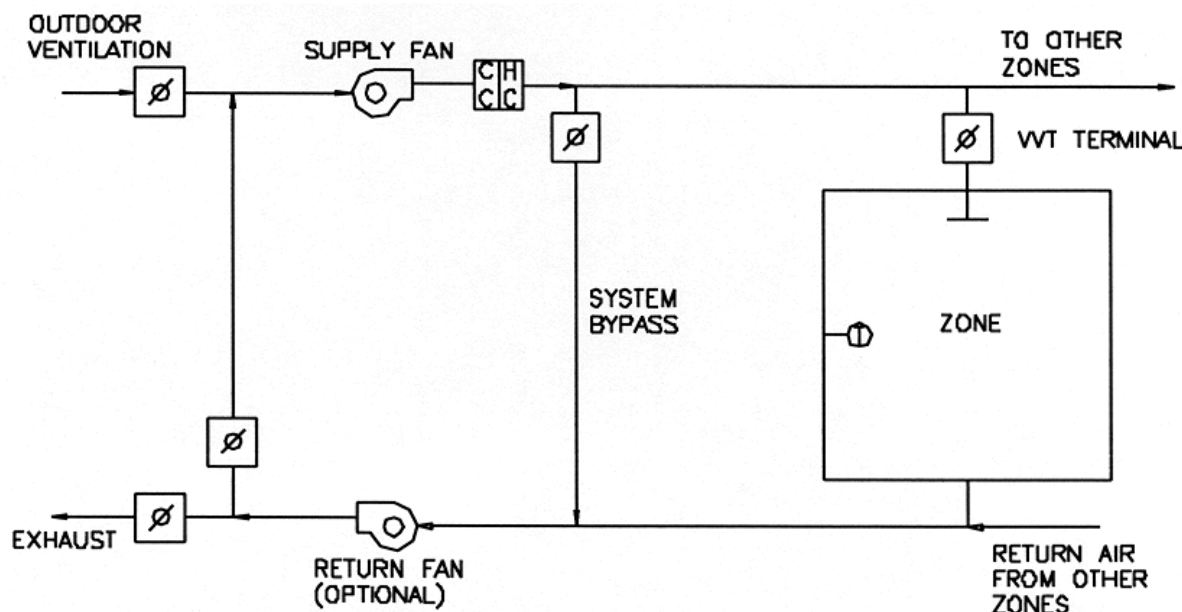 OUTDOOR
VENTILATION
SUPPLY FAN
TO OTHER
ZONES
C H
C C
VVT TERMINAL
SYSTEM
BYPASS
ZONE
EXHAUST
RETURN FAN
(OPTIONAL)
RETURN AIR
FROM OTHER
ZONES